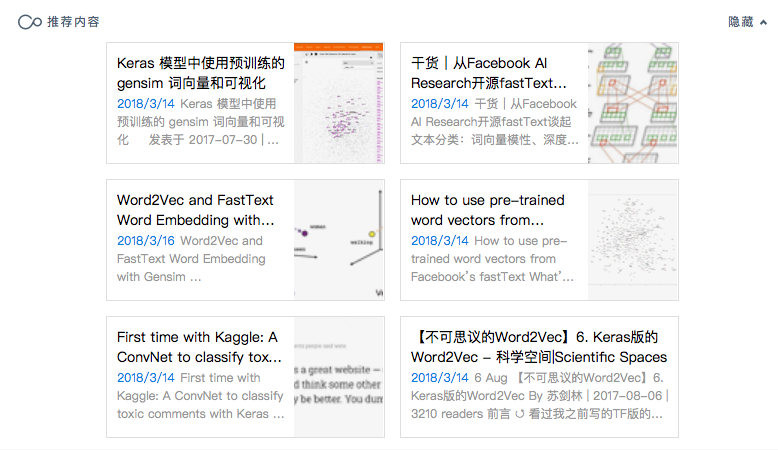 推荐内容
隐藏
Keras 模型中使用预训练的
gensim 词向量和可视化
2018/3/14 Keras 模型中使用
预训练的 gensim 词向量和可视
化 发表于 2017-07-30 | ...
干货｜从Facebook AI
Research开源fastText...
2018/3/14 干货｜从Facebook
AI Research开源fastText谈起
文本分类：词向量模性、深度...
Word2Vec and FastText
Word Embedding with...
2018/3/16 Word2Vec and
FastText Word Embedding
with Gensim ...
woman
walking
How to use pre-trained
word vectors from...
2018/3/14 How to use pre-
trained word vectors from
Facebook's fastText What'...
First time with Kaggle: A
ConvNet to classify tox...
2018/3/14 First time with
Kaggle: A ConvNet to classify
toxic comments with Keras ...
s a great website —
d think some other
y be better. You dum
【不可思议的Word2Vec】6. Keras版的
Word2Vec - 科学空间|Scientific Spaces
2018/3/14 6 Aug 【不可思议的Word2Vec】6.
Keras版的Word2Vec By 苏剑林 | 2017-08-06 |
3210 readers 前言 ↺ 看过我之前写的TF版的...